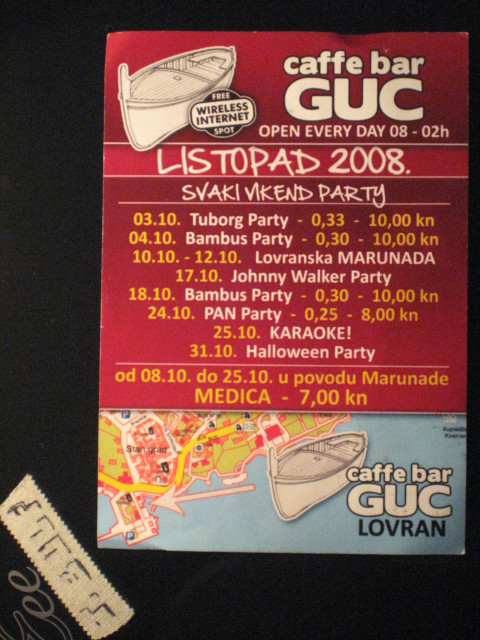 caffe bar
GUC
FREE
WIRELESS
INTERNET
SPOT
OPEN EVERY DAY 08 - 02h
LISTOPAD 2008.
SVAKI VIKEND PARTY
03.10. Tuborg Party - 0,33 - 10,00 kn
04.10. Bambus Party - 0,30 - 10,00 kn
10.10. - 12.10. Lovranska MARUNADA
17.10. Johnny Walker Party
18.10. Bambus Party - 0,30 - 10,00 kn
24.10. PAN Party - 0,25 - 8,00 kn
25.10. KARAOKE!
31.10. Halloween Party
od 08.10. do 25.10. u povodu Marunade
MEDICA - 7,00 kn
Stari grad
caffe bar
GUC
LOVRAN